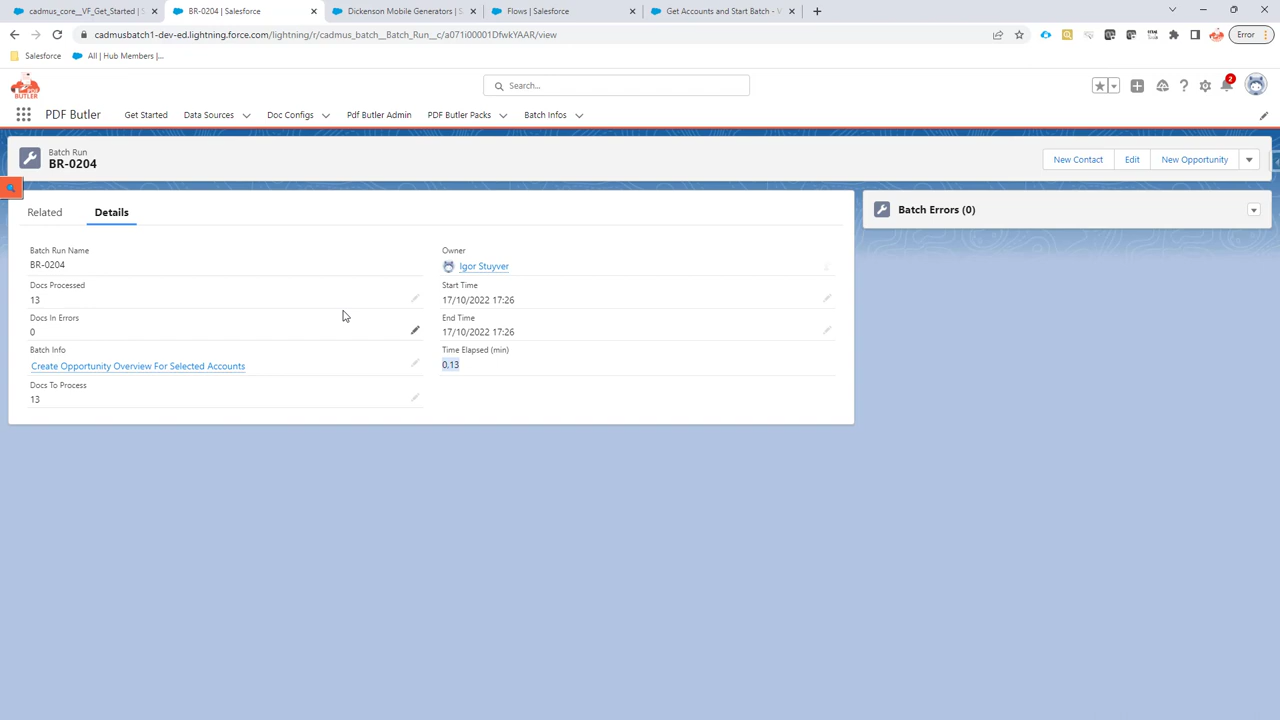 cadmus_core__VF_Get_Started | S
BR-0204 | Salesforce
Dickenson Mobile Generators | S
Flows | Salesforce
Get Accounts and Start Batch - V
cadmusbatch1-dev-ed.lightning.force.com/lightning/r/cadmus_batch__Batch_Run__c/a071i00001DfwkYAAR/view
Error
Salesforce
All | Hub Members |...
PDF BUTLER
Search...
2
PDF Butler
Get Started
Data Sources
Doc Configs
Pdf Butler Admin
PDF Butler Packs
Batch Infos
Batch Run
BR-0204
New Contact
Edit
New Opportunity
Related
Details
Batch Errors (0)
Batch Run Name
BR-0204
Owner
Igor Stuyver
Docs Processed
13
Start Time
17/10/2022 17:26
Docs In Errors
0
End Time
17/10/2022 17:26
Batch Info
Create Opportunity Overview For Selected Accounts
Time Elapsed (min)
0,13
Docs To Process
13